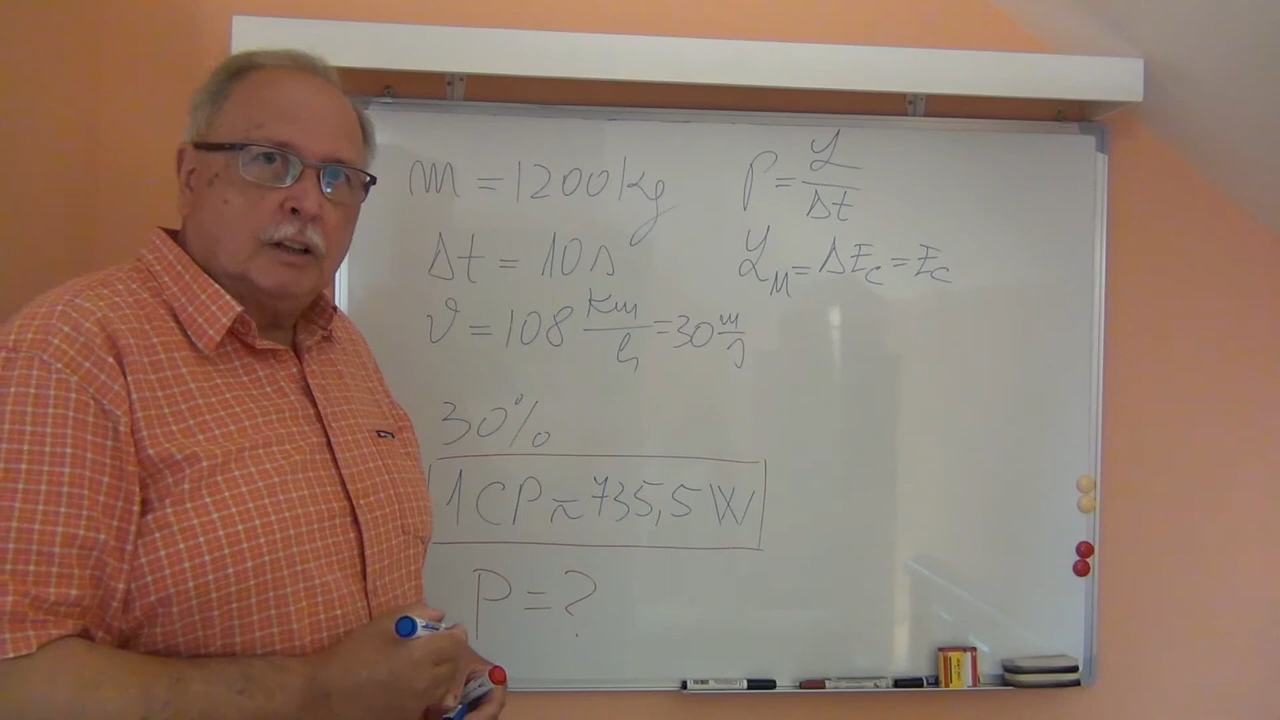 m = 1200 kg
Δt = 10 s
v = 108 km/h = 30 m/s
30%
1 CP ≈ 735,5 W
P = ?
P = L/Δt
L_M = ΔE_c = E_c